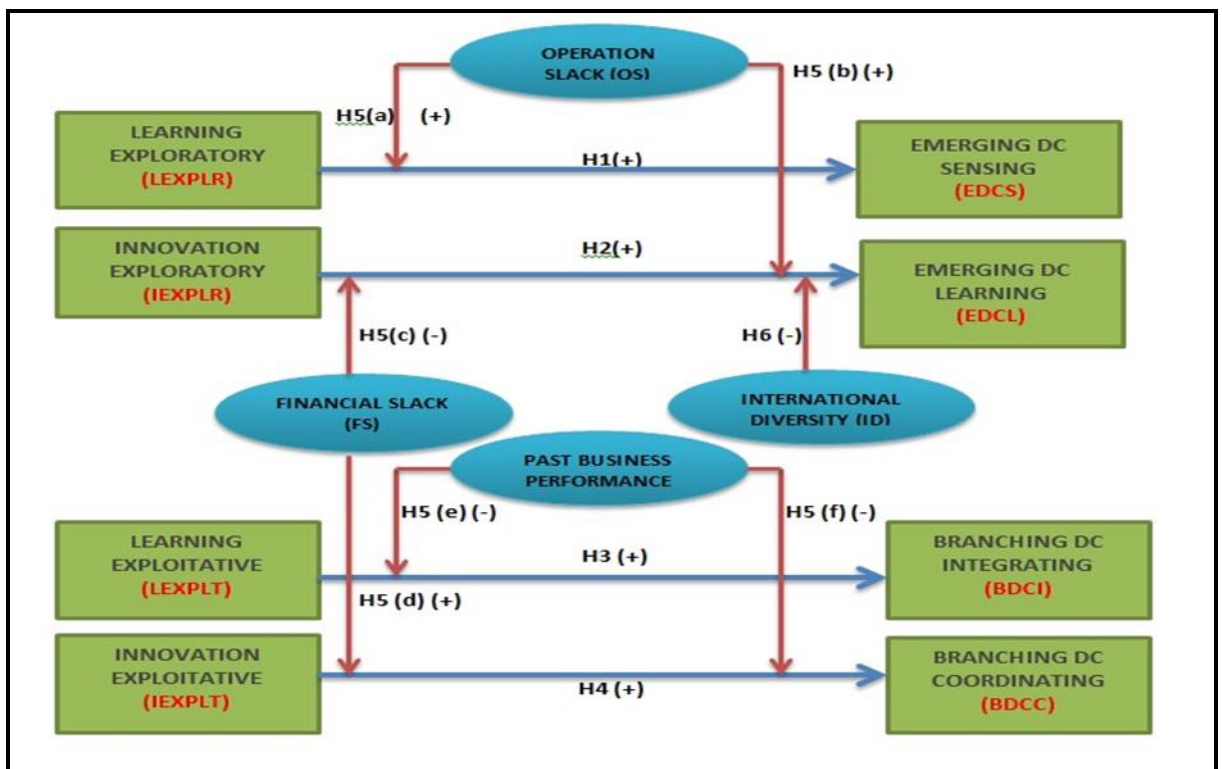 OPERATION
SLACK (OS)
H5 (b) (+)
H5(a) (+)
LEARNING
EXPLORATORY
(LEXPLR)
H1(+)
EMERGING DC
SENSING
(EDCS)
INNOVATION
EXPLORATORY
(IEXPLR)
H2(+)
EMERGING DC
LEARNING
(EDCL)
H5(c) (-)
H6 (-)
FINANCIAL SLACK
(FS)
INTERNATIONAL
DIVERSITY (ID)
PAST BUSINESS
PERFORMANCE
H5 (e) (-)
H5 (f) (-)
LEARNING
EXPLOITATIVE
(LEXPLT)
H3 (+)
BRANCHING DC
INTEGRATING
(BDCI)
H5 (d) (+)
INNOVATION
EXPLOITATIVE
(IEXPLT)
H4 (+)
BRANCHING DC
COORDINATING
(BDCC)